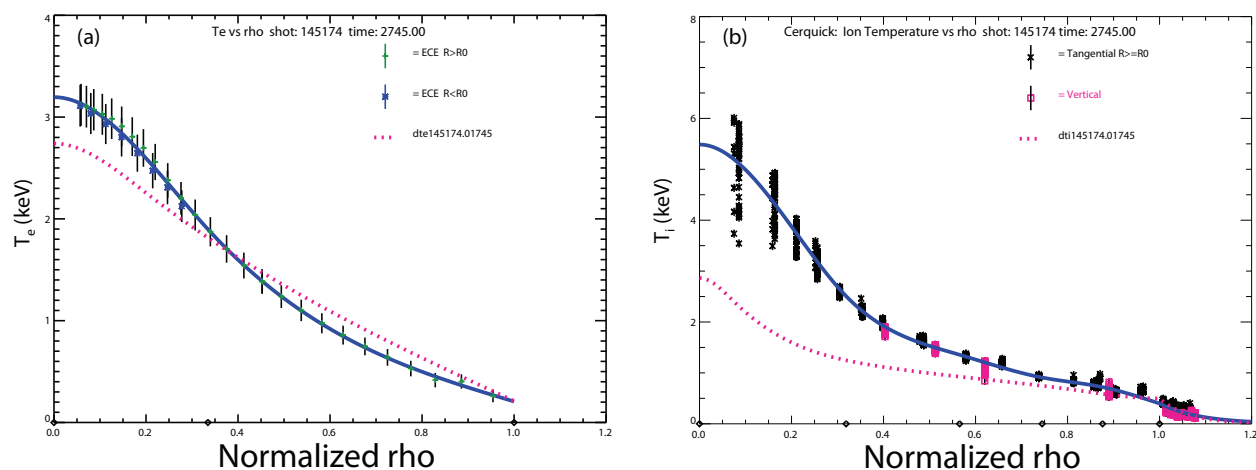 (a)
Te vs rho shot: 145174 time: 2745.00
= ECE R>R0
= ECE R<R0
dte145174.01745
T_e (keV)
4
3
2
1
0
0.0 0.2 0.4 0.6 0.8 1.0 1.2
Normalized rho
(b)
Cerquick: Ion Temperature vs rho shot: 145174 time: 2745.00
= Tangential R>=R0
= Vertical
dti145174.01745
T_i (keV)
8
6
4
2
0
0.0 0.2 0.4 0.6 0.8 1.0 1.2
Normalized rho